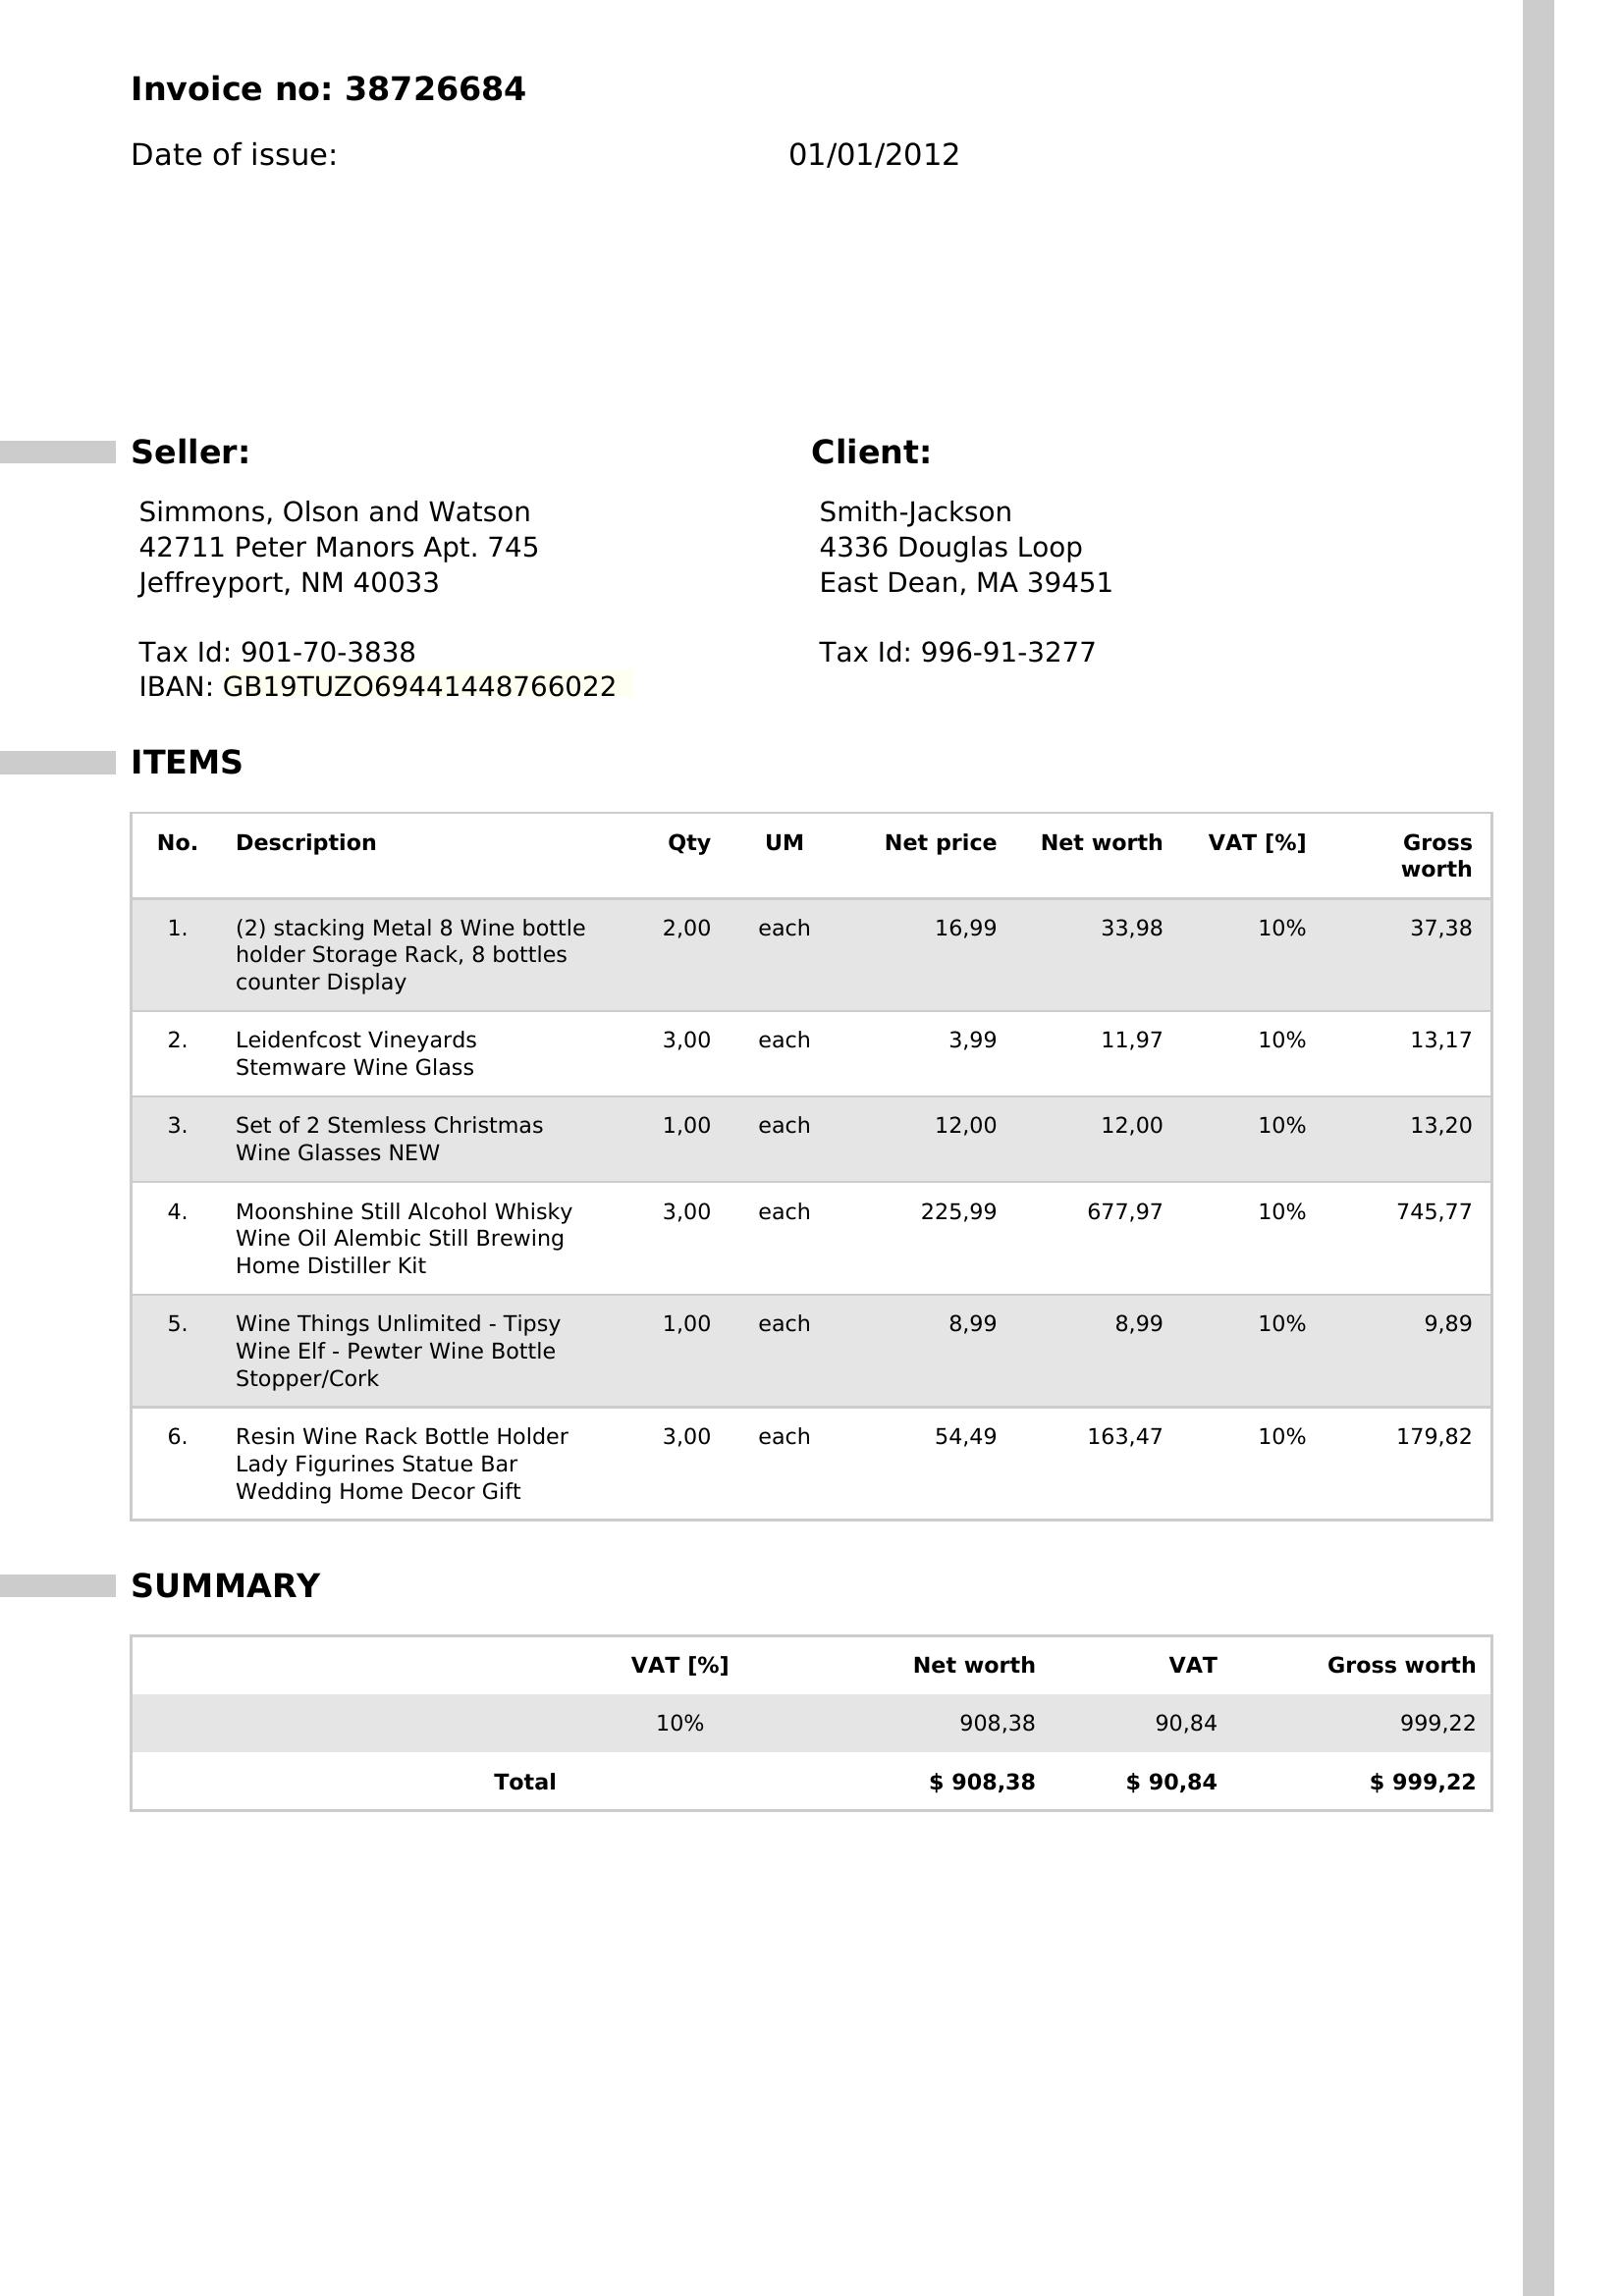 Invoice no: 38726684
Date of issue: 01/01/2012
Seller:
Simmons, Olson and Watson
42711 Peter Manors Apt. 745
Jeffreyport, NM 40033
Tax Id: 901-70-3838
IBAN: GB19TUZO69441448766022
Client:
Smith-Jackson
4336 Douglas Loop
East Dean, MA 39451
Tax Id: 996-91-3277
ITEMS
No. Description Qty UM Net price Net worth VAT [%] Gross
worth
1. (2) stacking Metal 8 Wine bottle 2,00 each 16,99 33,98 10% 37,38
holder Storage Rack, 8 bottles
counter Display
2. Leidenfcost Vineyards 3,00 each 3,99 11,97 10% 13,17
Stemware Wine Glass
3. Set of 2 Stemless Christmas 1,00 each 12,00 12,00 10% 13,20
Wine Glasses NEW
4. Moonshine Still Alcohol Whisky 3,00 each 225,99 677,97 10% 745,77
Wine Oil Alembic Still Brewing
Home Distiller Kit
5. Wine Things Unlimited - Tipsy 1,00 each 8,99 8,99 10% 9,89
Wine Elf - Pewter Wine Bottle
Stopper/Cork
6. Resin Wine Rack Bottle Holder 3,00 each 54,49 163,47 10% 179,82
Lady Figurines Statue Bar
Wedding Home Decor Gift
SUMMARY
VAT [%] Net worth VAT Gross worth
10% 908,38 90,84 999,22
Total $ 908,38 $ 90,84 $ 999,22